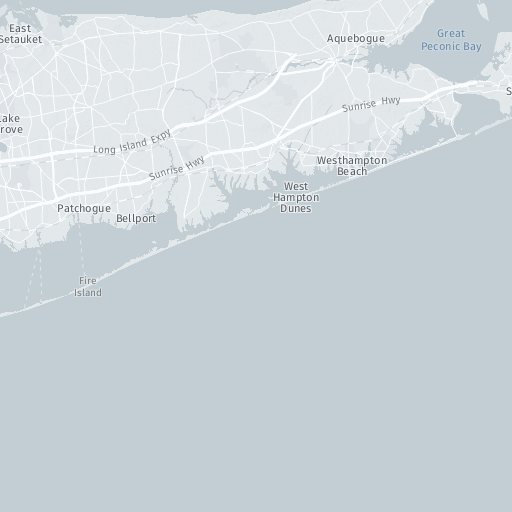 East
Setauket
Aquebogue
Great
Peconic Bay
Sunrise Hwy
Lake
Grove
Long Island Expy
Sunrise Hwy
Westhampton
Beach
West
Hampton
Dunes
Patchogue
Bellport
Fire
Island